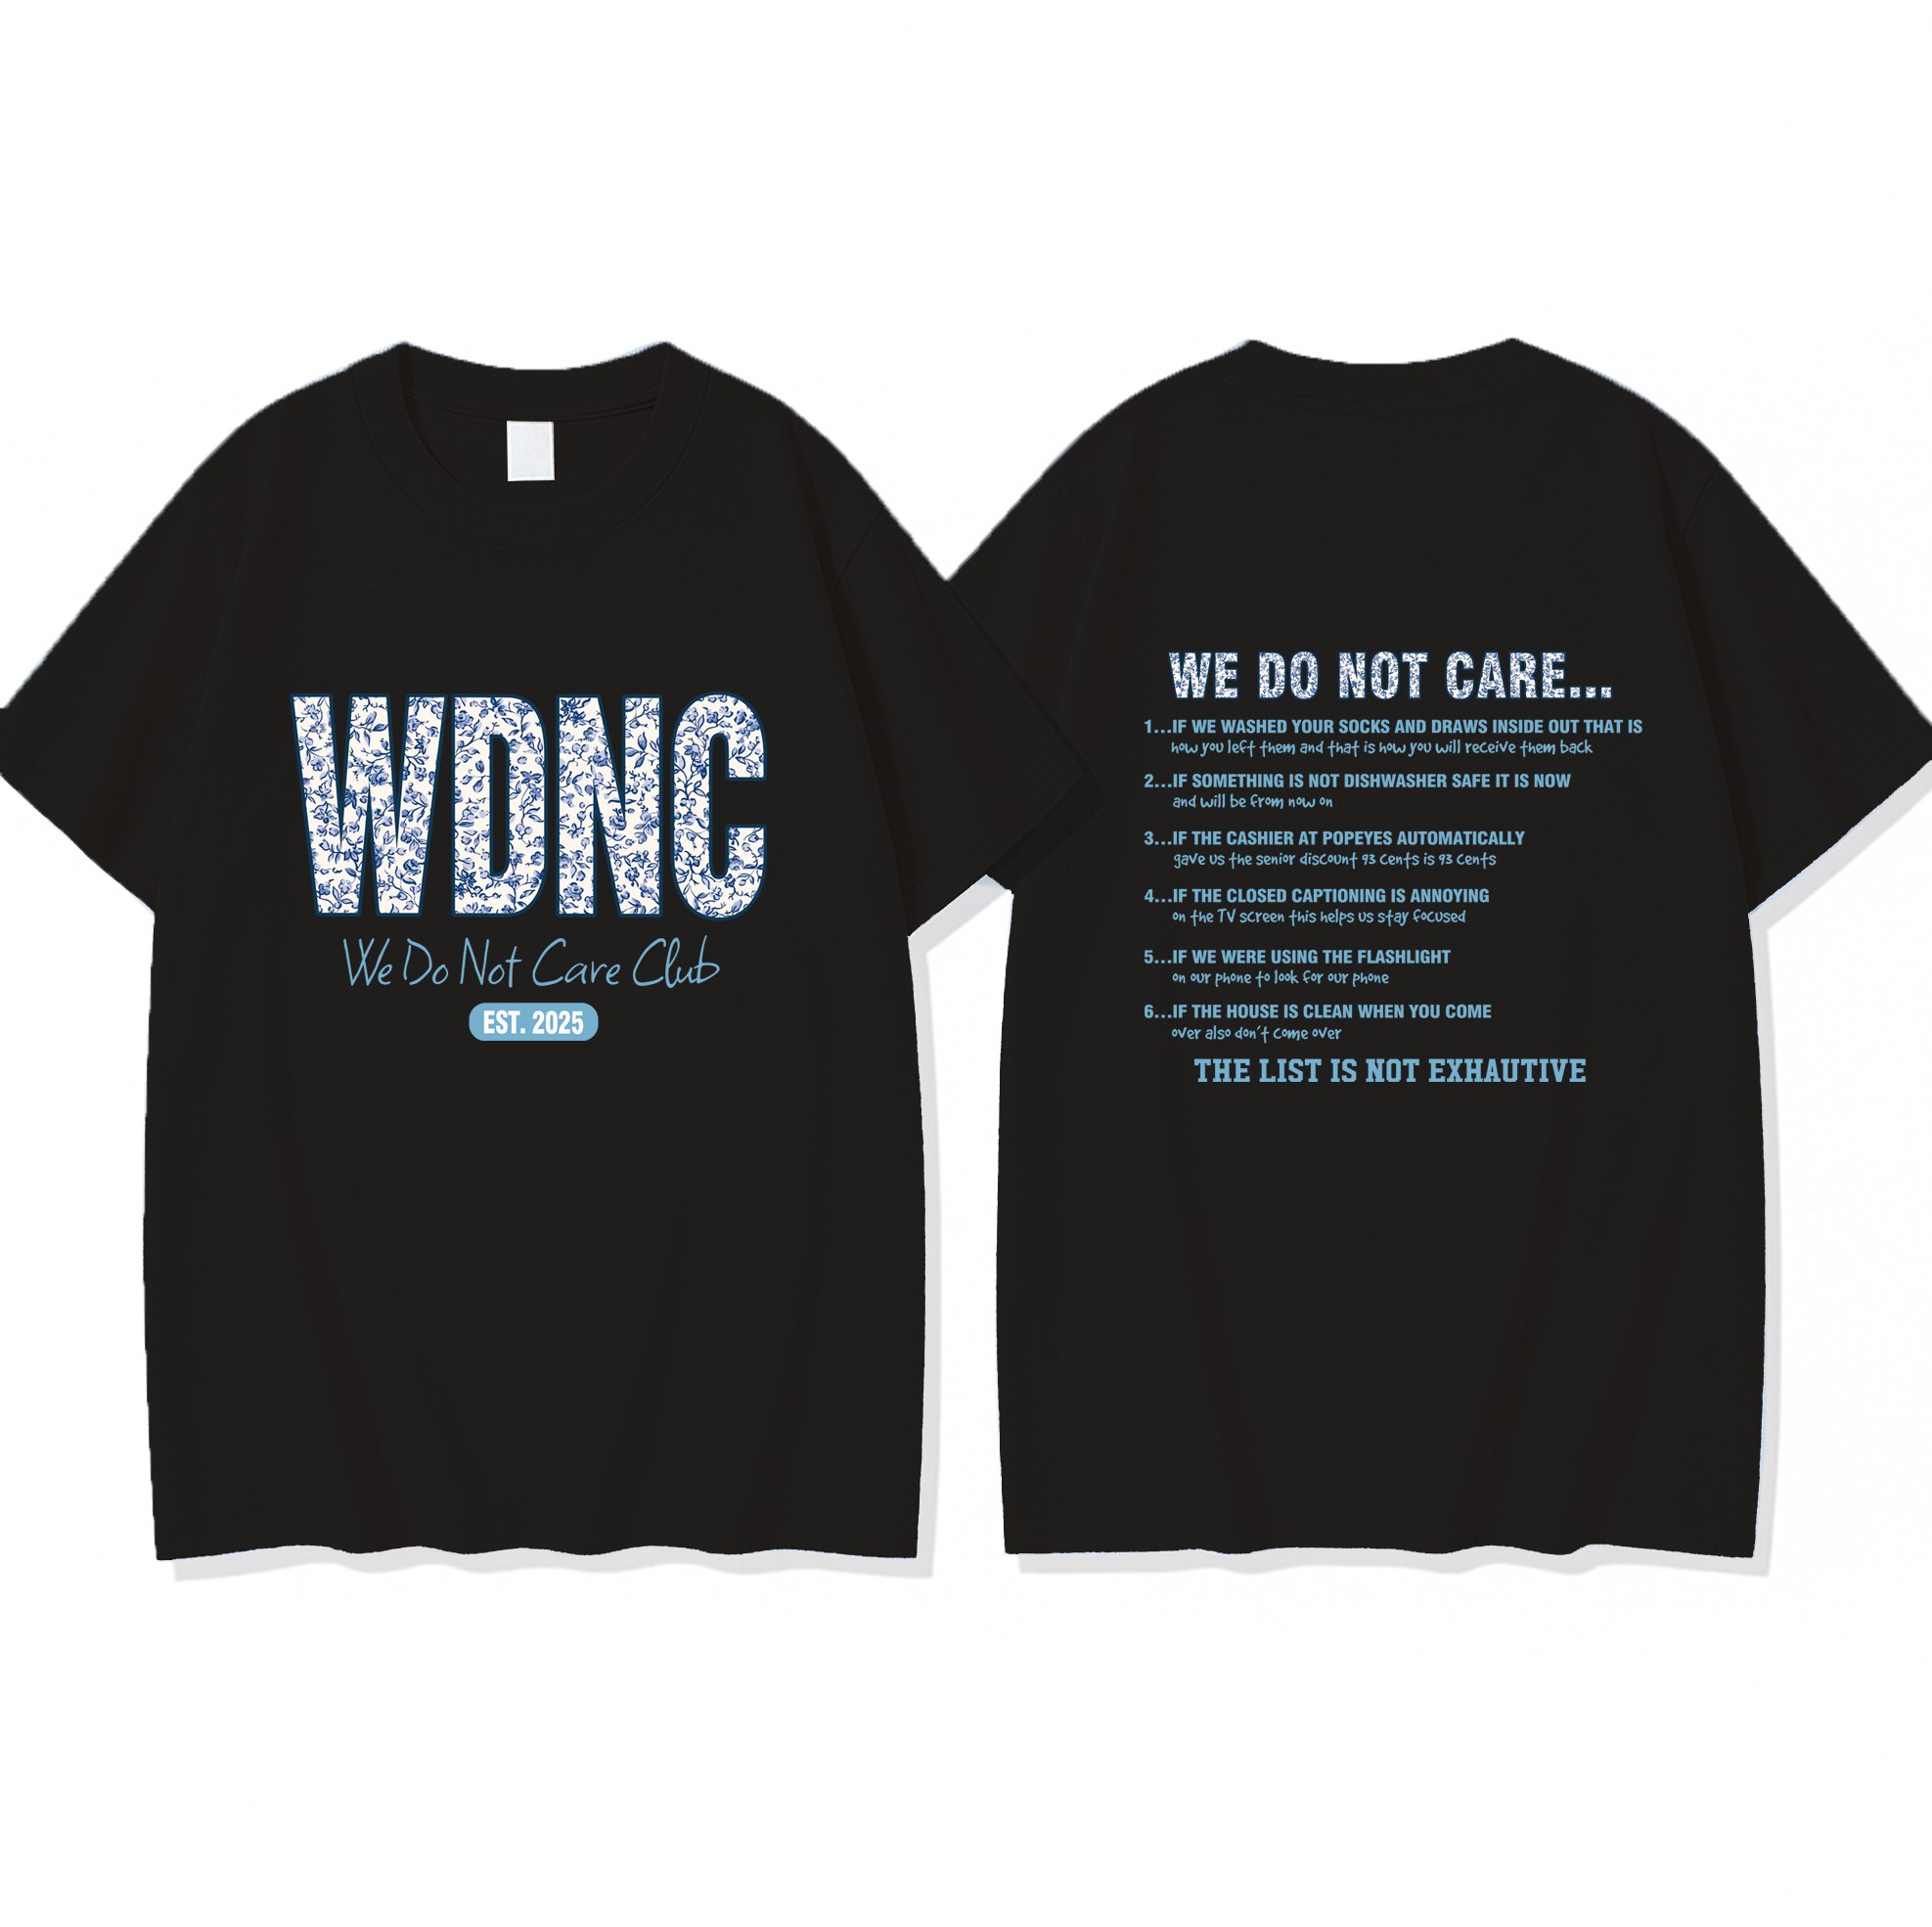 WDNC
We Do Not Care Club
EST. 2025
WE DO NOT CARE...
1...IF WE WASHED YOUR SOCKS AND DRAWS INSIDE OUT THAT IS
how you left them and that is how you will receive them back
2...IF SOMETHING IS NOT DISHWASHER SAFE IT IS NOW
and will be from now on
3...IF THE CASHIER AT POPEYES AUTOMATICALLY
gave us the senior discount 93 cents is 93 cents
4...IF THE CLOSED CAPTIONING IS ANNOYING
on the TV screen this helps us stay focused
5...IF WE WERE USING THE FLASHLIGHT
on our phone to look for our phone
6...IF THE HOUSE IS CLEAN WHEN YOU COME
over also don't come over
THE LIST IS NOT EXHAUTIVE